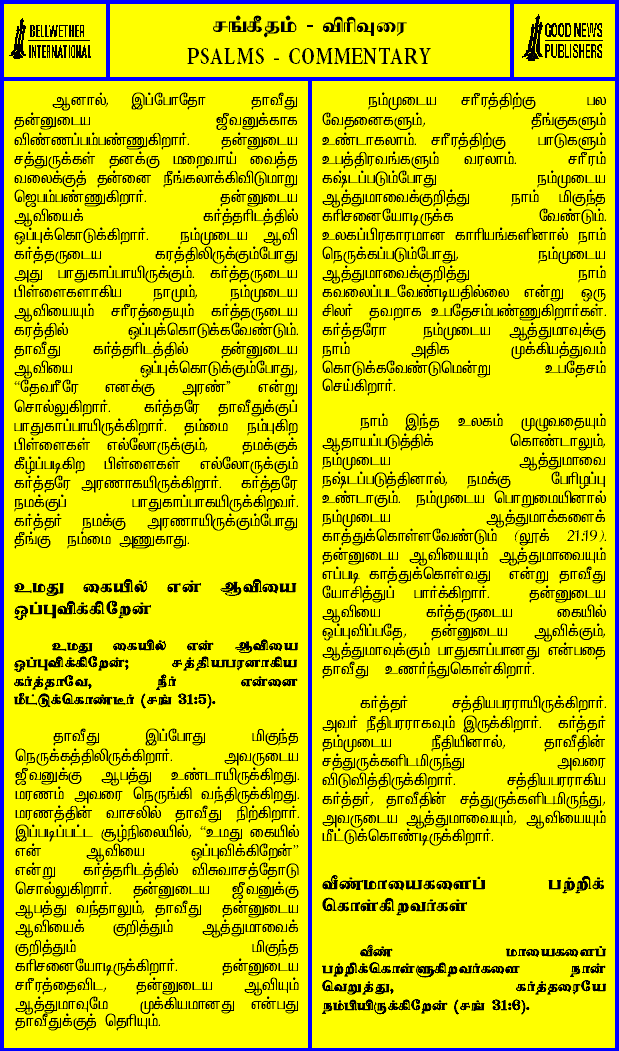 BELLWETHER
INTERNATIONAL
சங்கீதம் - விரிவுரை
PSALMS - COMMENTARY
GOOD NEWS
PUBLISHERS
ஆனால், இப்போதோ தாவீது
தன்னுடைய ஜீவனுக்காக
விண்ணப்பம்பண்ணுகிறார். தன்னுடைய
சத்துருக்கள் தனக்கு மறைவாய் வைத்த
வலைக்குத் தன்னை நீங்கலாக்கிவிடுமாறு
ஜெபம்பண்ணுகிறார். தன்னுடைய
ஆவியைக் கர்த்தரிடத்தில்
ஒப்புக்கொடுக்கிறார். நம்முடைய ஆவி
கர்த்தருடைய கரத்திலிருக்கும்போது
அது பாதுகாப்பாயிருக்கும். கர்த்தருடைய
பிள்ளைகளாகிய நாமும், நம்முடைய
ஆவியையும் சரீரத்தையும் கர்த்தருடைய
கரத்தில் ஒப்புக்கொடுக்கவேண்டும்.
தாவீது கர்த்தரிடத்தில் தன்னுடைய
ஆவியை ஒப்புக்கொடுக்கும்போது,
“தேவரீரே எனக்கு அரண்” என்று
சொல்லுகிறார். கர்த்தரே தாவீதுக்குப்
பாதுகாப்பாயிருக்கிறார். தம்மை நம்புகிற
பிள்ளைகள் எல்லோருக்கும், தமக்குக்
கீழ்ப்படிகிற பிள்ளைகள் எல்லோருக்கும்
கர்த்தரே அரணாகயிருக்கிறார். கர்த்தரே
நமக்குப் பாதுகாப்பாகயிருக்கிறவர்.
கர்த்தர் நமக்கு அரணாயிருக்கும்போது
தீங்கு நம்மை அணுகாது.
உமது கையில் என் ஆவியை
ஒப்புவிக்கிறேன்
உமது கையில் என் ஆவியை
ஒப்புவிக்கிறேன்; சத்தியபரனாகிய
கர்த்தாவே, நீர் என்னை
மீட்டுக்கொண்டீர் (சங் 31:5).
தாவீது இப்போது மிகுந்த
நெருக்கத்திலிருக்கிறார். அவருடைய
ஜீவனுக்கு ஆபத்து உண்டாயிருக்கிறது.
மரணம் அவரை நெருங்கி வந்திருக்கிறது.
மரணத்தின் வாசலில் தாவீது நிற்கிறார்.
இப்படிப்பட்ட சூழ்நிலையில், “உமது கையில்
என் ஆவியை ஒப்புவிக்கிறேன்”
என்று கர்த்தரிடத்தில் விசுவாசத்தோடு
சொல்லுகிறார். தன்னுடைய ஜீவனுக்கு
ஆபத்து வந்தாலும், தாவீது தன்னுடைய
ஆவியைக் குறித்தும் ஆத்துமாவைக்
குறித்தும் மிகுந்த
கரிசனையோடிருக்கிறார். தன்னுடைய
சரீரத்தைவிட, தன்னுடைய ஆவியும்
ஆத்துமாவுமே முக்கியமானது என்பது
தாவீதுக்குத் தெரியும்.
நம்முடைய சரீரத்திற்கு பல
வேதனைகளும், தீங்குகளும்
உண்டாகலாம். சரீரத்திற்கு பாடுகளும்
உபத்திரவங்களும் வரலாம். சரீரம்
கஷ்டப்படும்போது நம்முடைய
ஆத்துமாவைக்குறித்து நாம் மிகுந்த
கரிசனையோடிருக்க வேண்டும்.
உலகப்பிரகாரமான காரியங்களினால் நாம்
நெருக்கப்படும்போது, நம்முடைய
ஆத்துமாவைக்குறித்து நாம்
கவலைப்படவேண்டியதில்லை என்று ஒரு
சிலர் தவறாக உபதேசம்பண்ணுகிறார்கள்.
கர்த்தரோ நம்முடைய ஆத்துமாவுக்கு
நாம் அதிக முக்கியத்துவம்
கொடுக்கவேண்டுமென்று உபதேசம்
செய்கிறார்.
நாம் இந்த உலகம் முழுவதையும்
ஆதாயப்படுத்திக் கொண்டாலும்,
நம்முடைய ஆத்துமாவை
நஷ்டப்படுத்தினால், நமக்கு பேரிழப்பு
உண்டாகும். நம்முடைய பொறுமையினால்
நம்முடைய ஆத்துமாக்களைக்
காத்துக்கொள்ளவேண்டும் (லூக் 21:19).
தன்னுடைய ஆவியையும் ஆத்துமாவையும்
எப்படி காத்துக்கொள்வது என்று தாவீது
யோசித்துப் பார்க்கிறார். தன்னுடைய
ஆவியை கர்த்தருடைய கையில்
ஒப்புவிப்பதே, தன்னுடைய ஆவிக்கும்,
ஆத்துமாவுக்கும் பாதுகாப்பானது என்பதை
தாவீது உணர்ந்துகொள்கிறார்.
கர்த்தர் சத்தியபரராயிருக்கிறார்.
அவர் நீதிபரராகவும் இருக்கிறார். கர்த்தர்
தம்முடைய நீதியினால், தாவீதின்
சத்துருக்களிடமிருந்து அவரை
விடுவித்திருக்கிறார். சத்தியபரராகிய
கர்த்தர், தாவீதின் சத்துருக்களிடமிருந்து,
அவருடைய ஆத்துமாவையும், ஆவியையும்
மீட்டுக்கொண்டிருக்கிறார்.
வீண்மாயைகளைப் பற்றிக்
கொள்கிறவர்கள்
வீண் மாயைகளைப்
பற்றிக்கொள்ளுகிறவர்களை நான்
வெறுத்து, கர்த்தரையே
நம்பியிருக்கிறேன் (சங் 31:6).